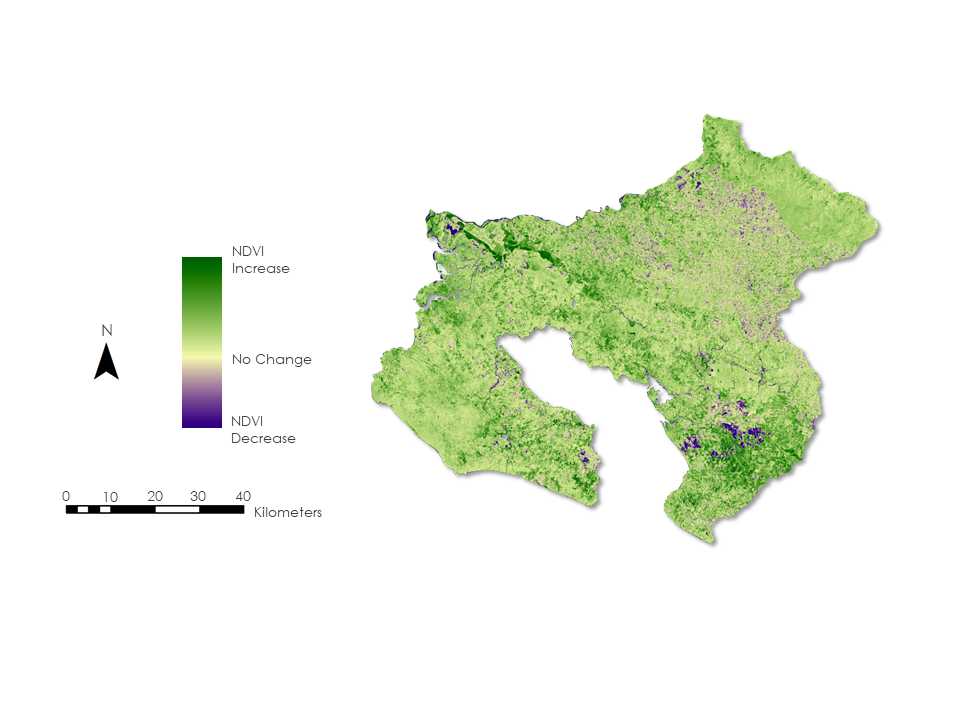 NDVI
Increase
N
No Change
NDVI
Decrease
0 10 20 30 40
Kilometers